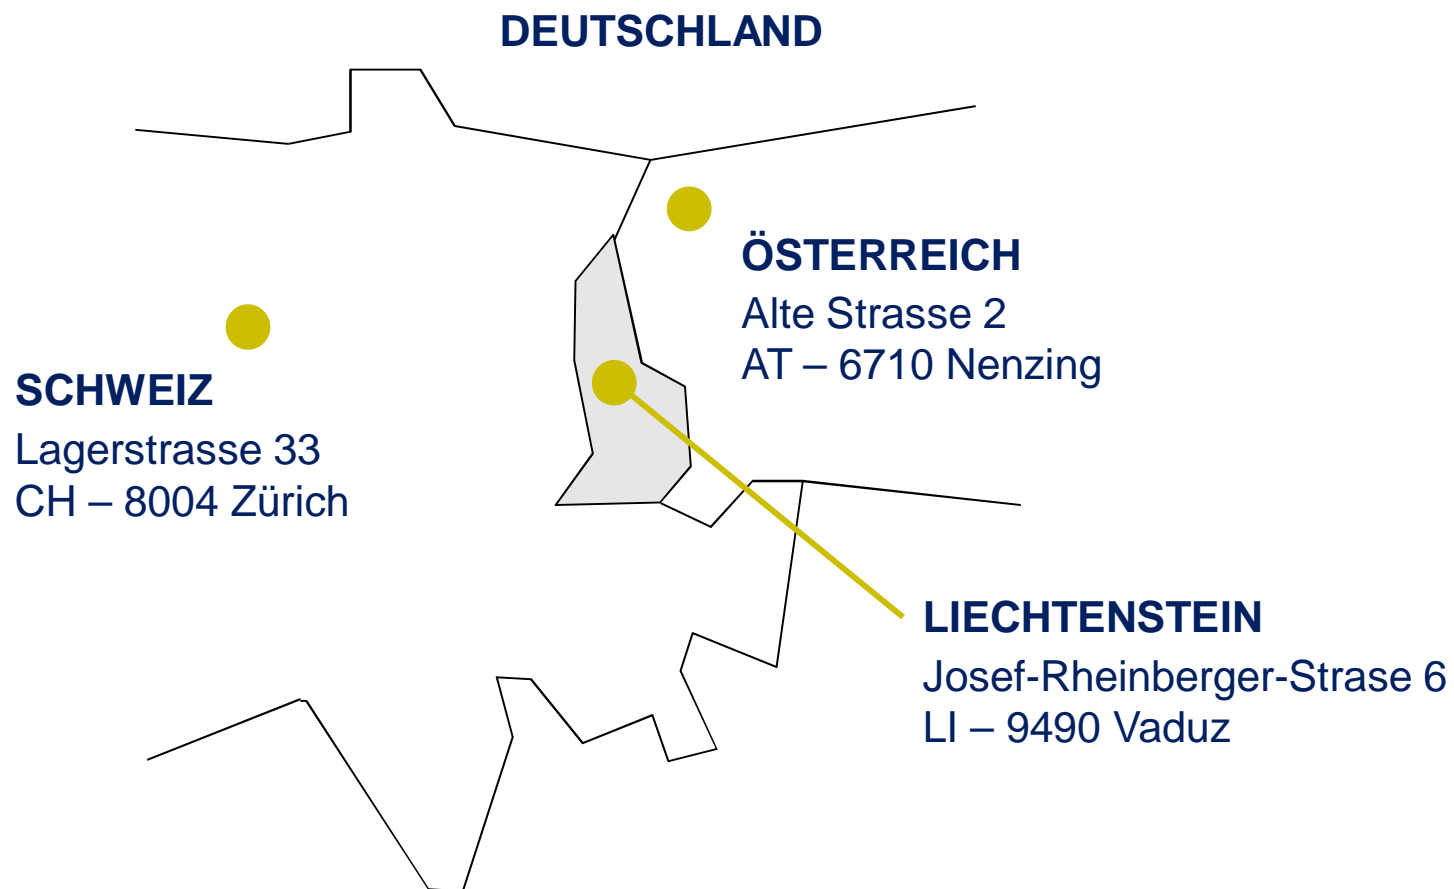 DEUTSCHLAND
ÖSTERREICH
Alte Strasse 2
AT – 6710 Nenzing
SCHWEIZ
Lagerstrasse 33
CH – 8004 Zürich
LIECHTENSTEIN
Josef-Rheinberger-Strase 6
LI – 9490 Vaduz